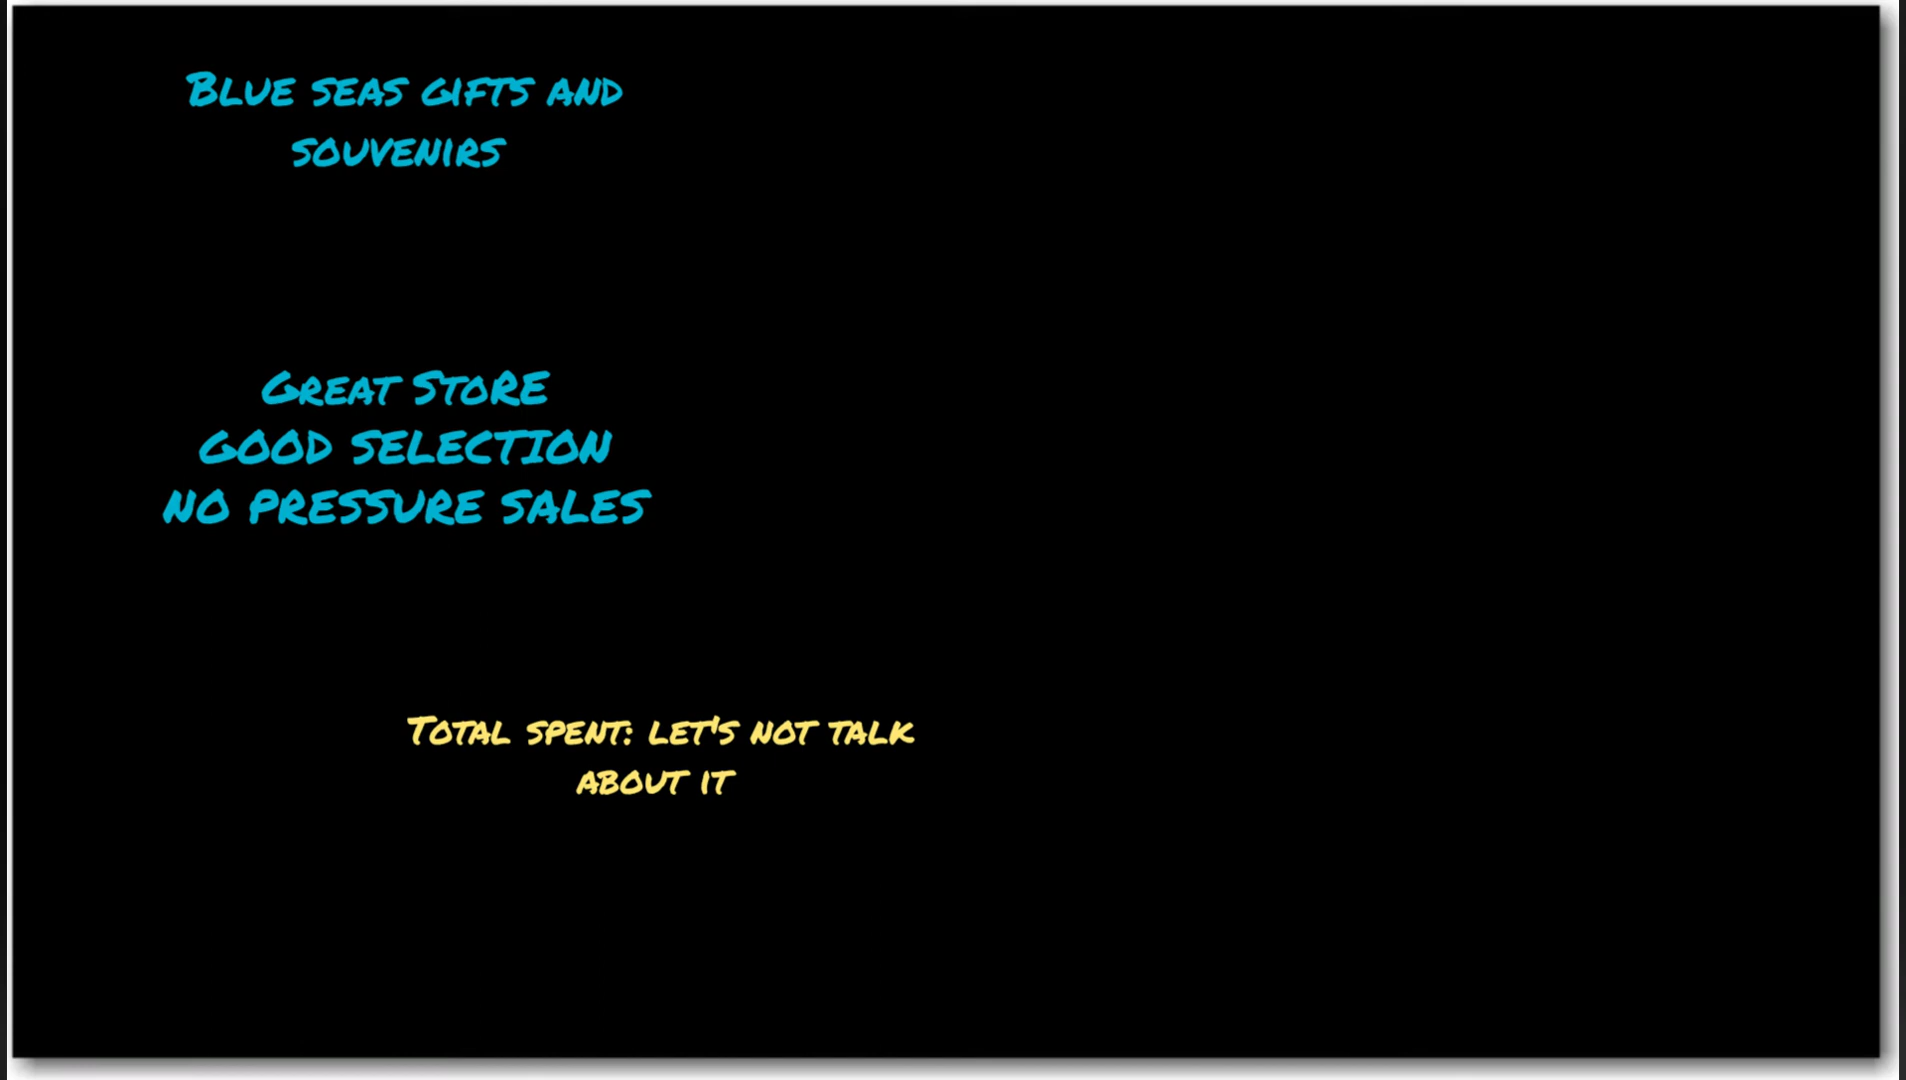 Blue seas gifts and
souvenirs
Great StoRE
GOOD SELECTION
NO PRESSURE SALES
Total spent: let's not talk
about it